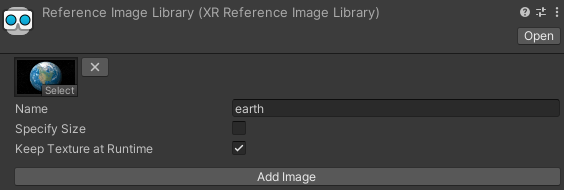 Reference Image Library (XR Reference Image Library)
Open
Select
Name
earth
Specify Size
Keep Texture at Runtime
Add Image